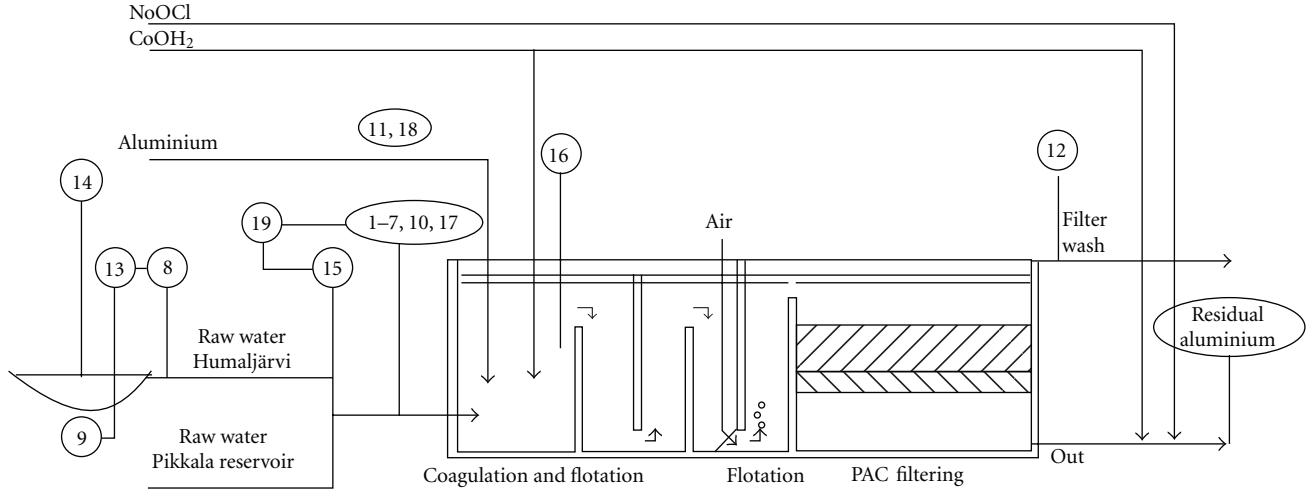 NoOCl
CoOH₂
11, 18
Aluminium
16
12
14
19
1–7, 10, 17
Air
Filter
wash
13
8
15
Raw water
Humaljärvi
Residual
aluminium
9
Raw water
Pikkala reservoir
Out
Coagulation and flotation
Flotation
PAC filtering